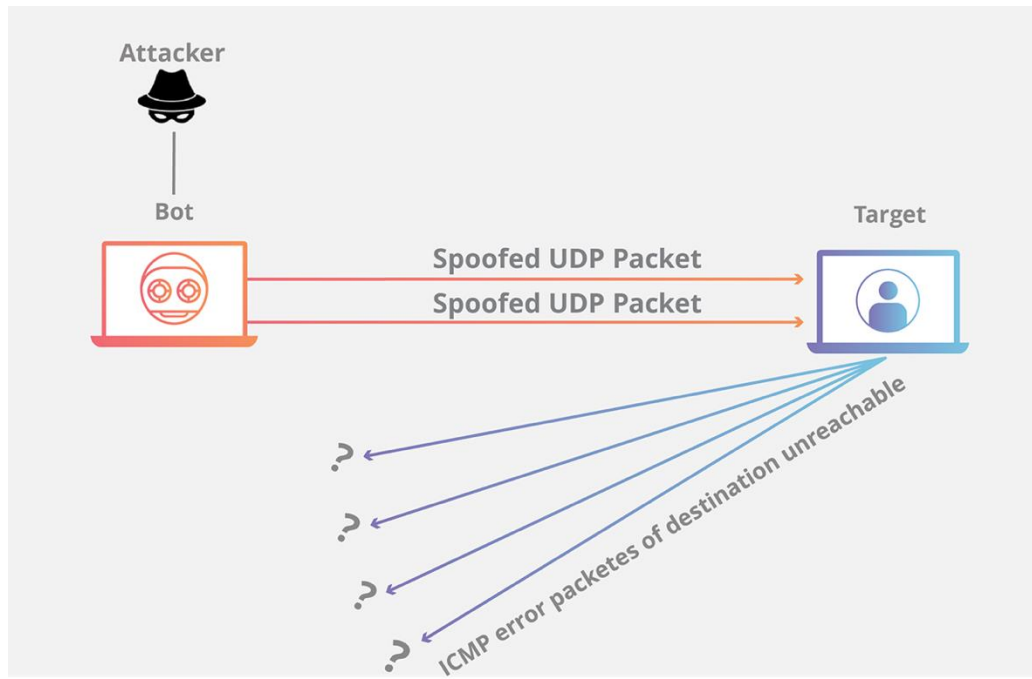 Attacker
Bot
Target
Spoofed UDP Packet
Spoofed UDP Packet
?
?
?
?
ICMP error packetes of destination unreachable